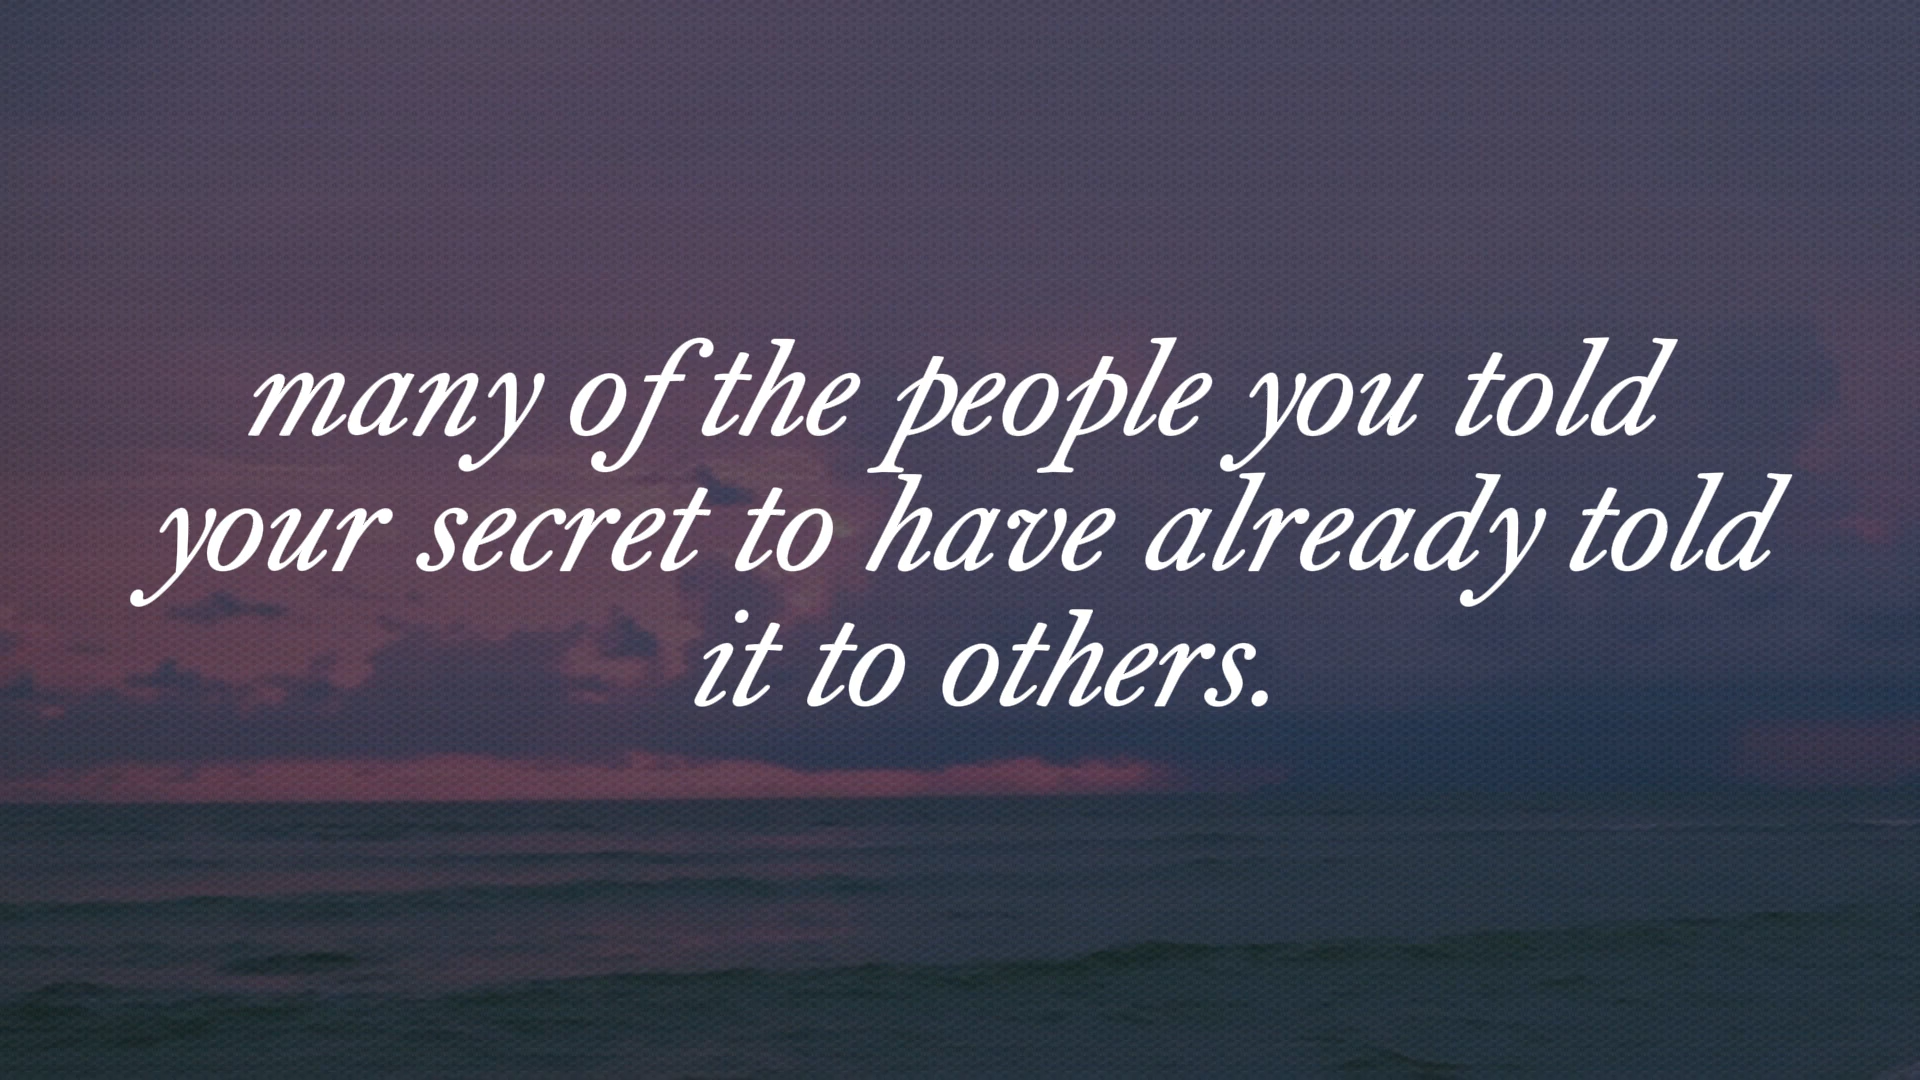 many of the people you told
your secret to have already told
it to others.